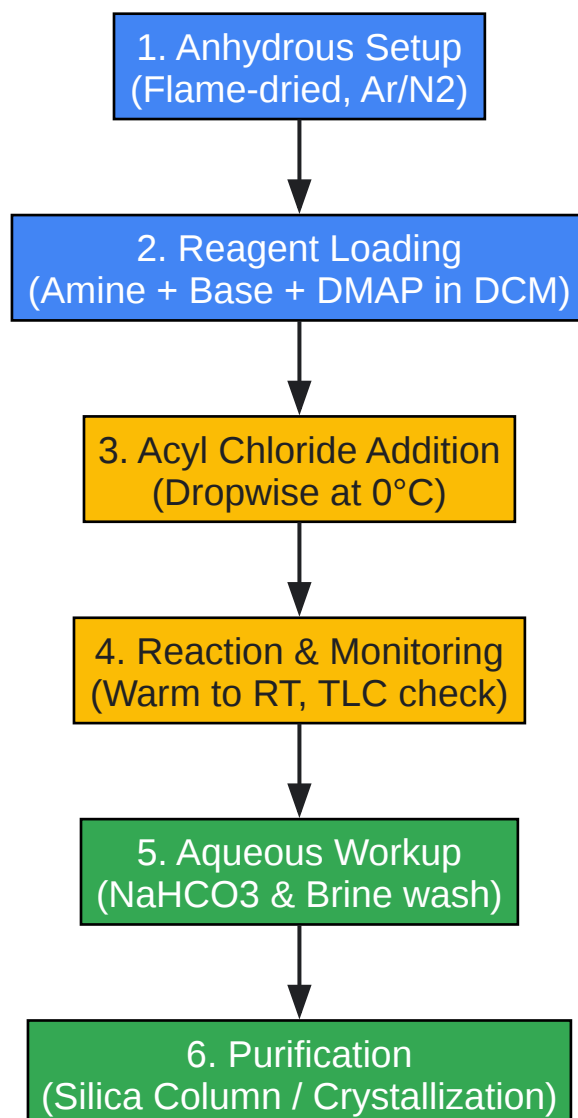 1. Anhydrous Setup
(Flame-dried, Ar/N2)
2. Reagent Loading
(Amine + Base + DMAP in DCM)
3. Acyl Chloride Addition
(Dropwise at 0°C)
4. Reaction & Monitoring
(Warm to RT, TLC check)
5. Aqueous Workup
(NaHCO3 & Brine wash)
6. Purification
(Silica Column / Crystallization)